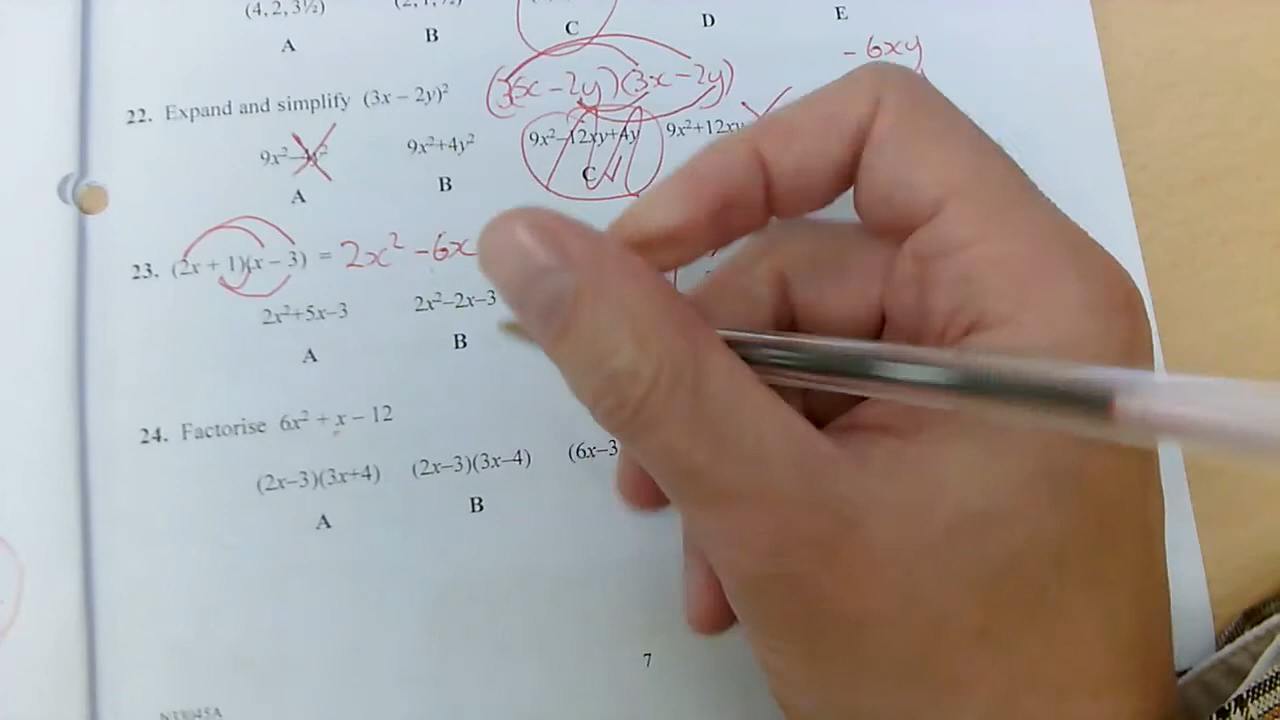 (4, 2, 3½)
A B C D E
- 6xy
(3x - 2y)(3x - 2y)
22. Expand and simplify (3x – 2y)²
9x²+4y² 9x²–12xy+4y 9x²+12xy
A B C
23. (2x + 1)(x – 3) = 2x² - 6x
2x²+5x–3 2x²–2x–3
A B
24. Factorise 6x² + x – 12
(2x–3)(3x+4) (2x–3)(3x–4) (6x–3
A B
7